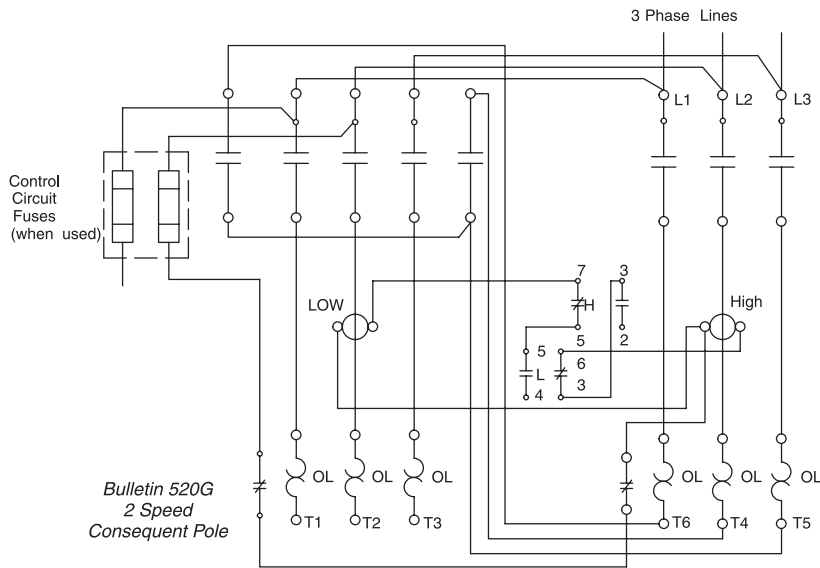 3 Phase Lines
L1
L2
L3
Control
Circuit
Fuses
(when used)
LOW
7
3
H
High
5
2
5
6
L
3
4
OL
OL
OL
OL
OL
OL
Bulletin 520G
2 Speed
Consequent Pole
T1
T2
T3
T6
T4
T5